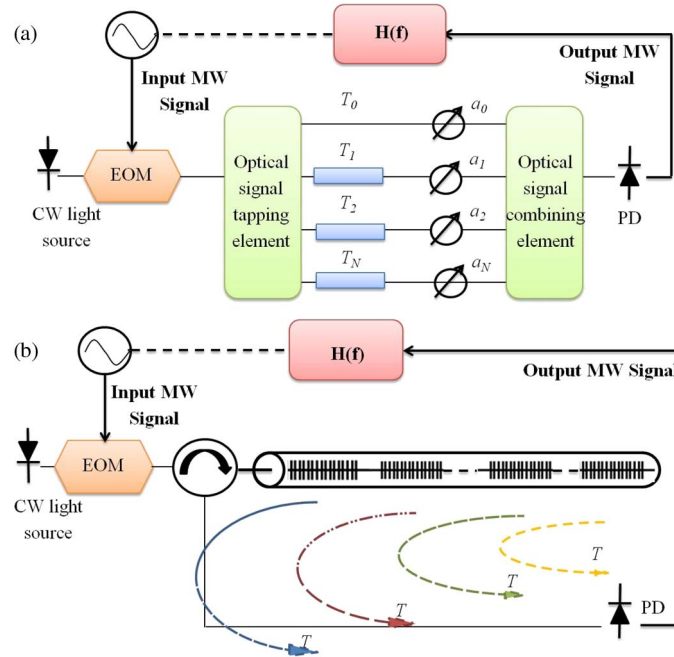 (a)
H(f)
Output MW
Signal
Input MW
Signal
T0
a0
EOM
Optical
signal
tapping
element
T1
a1
Optical
signal
combining
element
T2
a2
CW light
source
PD
TN
aN
(b)
H(f)
Input MW
Signal
Output MW Signal
EOM
CW light
source
T
T
T
T
PD